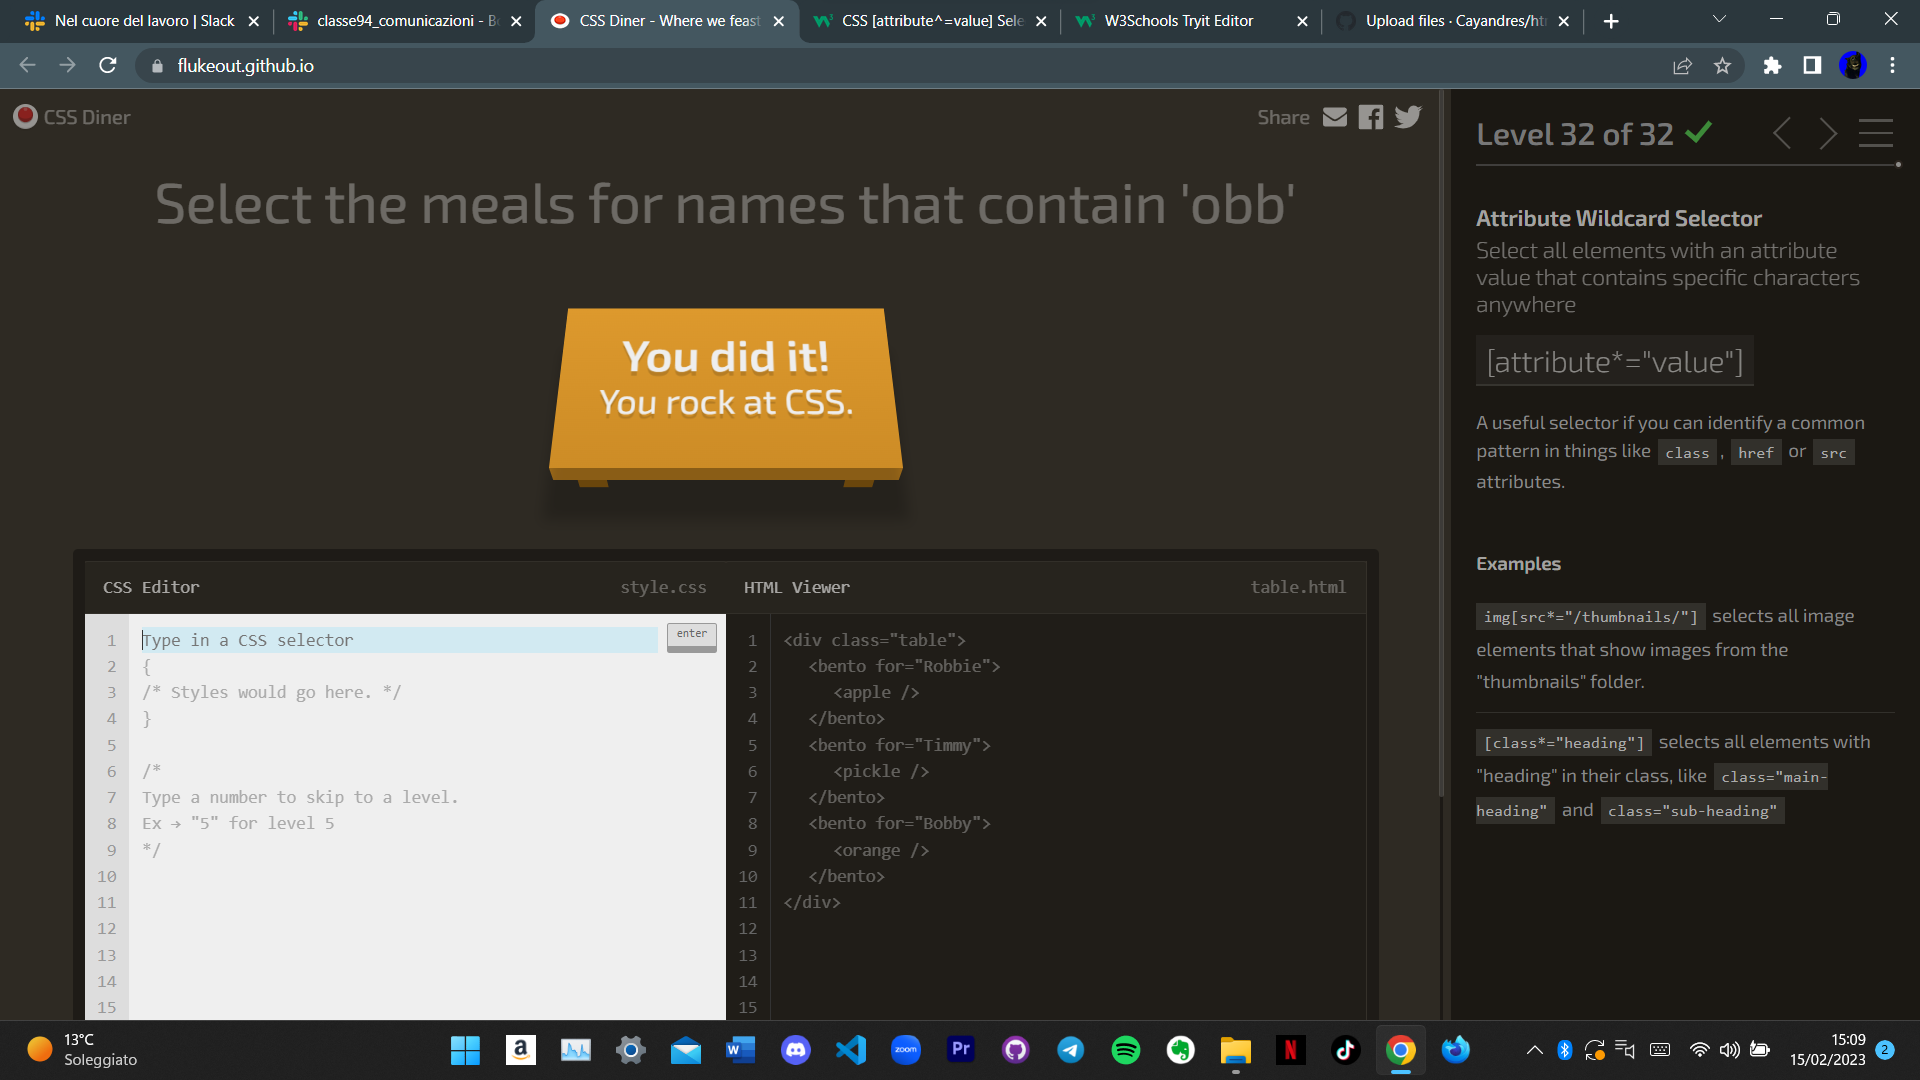 Nel cuore del lavoro | Slack
classe94_comunicazioni - B
CSS Diner - Where we feast
CSS [attribute^=value] Sele
W3Schools Tryit Editor
Upload files · Cayandres/ht
flukeout.github.io
CSS Diner
Share
Level 32 of 32
Select the meals for names that contain 'obb'
You did it!
You rock at CSS.
Attribute Wildcard Selector
Select all elements with an attribute
value that contains specific characters
anywhere
[attribute*="value"]
A useful selector if you can identify a common
pattern in things like class , href or src
attributes.
Examples
img[src*="/thumbnails/"] selects all image
elements that show images from the
"thumbnails" folder.
[class*="heading"] selects all elements with
"heading" in their class, like class="main-
heading" and class="sub-heading"
CSS Editor style.css
1 Type in a CSS selector enter
2 {
3 /* Styles would go here. */
4 }
5
6 /*
7 Type a number to skip to a level.
8 Ex → "5" for level 5
9 */
10
11
12
13
14
15
HTML Viewer table.html
1 <div class="table">
2 <bento for="Robbie">
3 <apple />
4 </bento>
5 <bento for="Timmy">
6 <pickle />
7 </bento>
8 <bento for="Bobby">
9 <orange />
10 </bento>
11 </div>
12
13
14
15
13°C
Soleggiato
a
W
zoom
Pr
N
15:09
15/02/2023
2